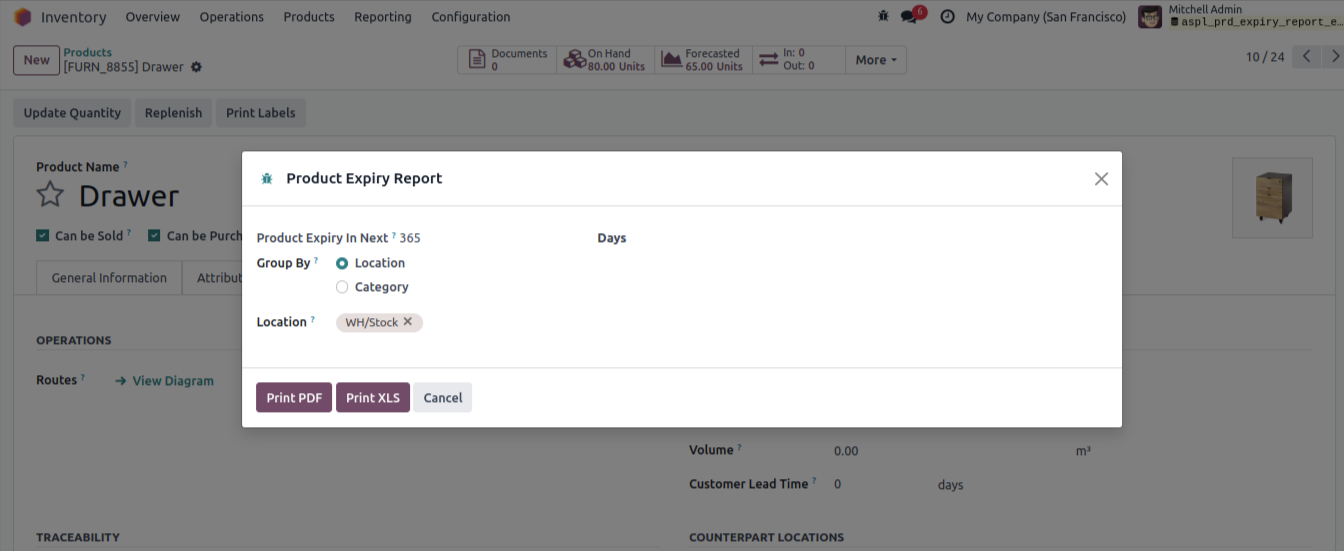 Inventory Overview Operations Products Reporting Configuration 6 My Company (San Francisco) Mitchell Admin
aspl_prd_expiry_report_e...
New Products
[FURN_8855] Drawer
Documents
0
On Hand
80.00 Units
Forecasted
65.00 Units
In: 0
Out: 0
More
10 / 24
Update Quantity Replenish Print Labels
Product Name ?
Drawer
Can be Sold ? Can be Purch
General Information Attribut
OPERATIONS
Routes ? View Diagram
Product Expiry Report
Product Expiry In Next ? 365 Days
Group By ? Location
Category
Location ? WH/Stock
Print PDF Print XLS Cancel
Volume ? 0.00 m³
Customer Lead Time ? 0 days
TRACEABILITY COUNTERPART LOCATIONS